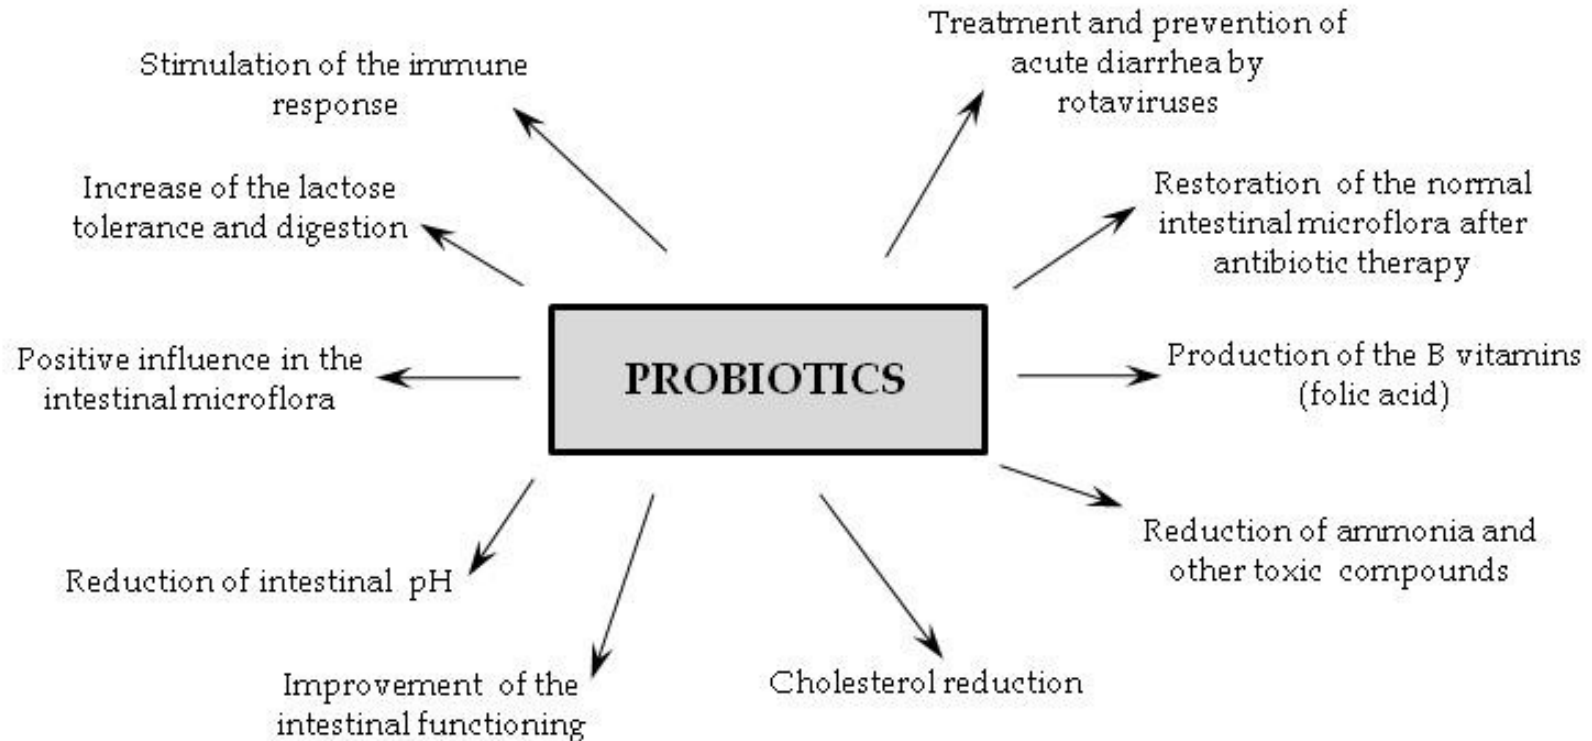 Stimulation of the immune
response
Treatment and prevention of
acute diarrhea by
rotaviruses
Increase of the lactose
tolerance and digestion
Restoration of the normal
intestinal microflora after
antibiotic therapy
Positive influence in the
intestinal microflora
PROBIOTICS
Production of the B vitamins
(folic acid)
Reduction of intestinal pH
Reduction of ammonia and
other toxic compounds
Improvement of the
intestinal functioning
Cholesterol reduction